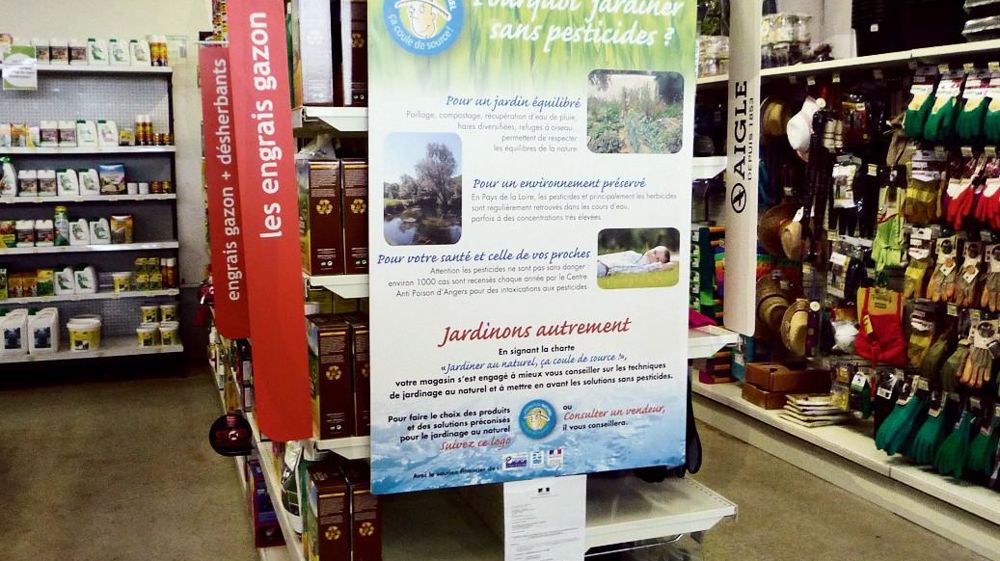 ça coule de source !
Pourquoi jardiner
sans pesticides ?
Pour un jardin équilibré
Paillage, compostage, récupération d'eau de pluie,
hares diversifiées, refuges à oiseau
permettent de respecter
les équilibres de la nature.
Pour un environnement préservé
En Pays de la Loire, les pesticides et principalement les herbicides
sont régulièrement retrouvés dans les cours d'eau,
parfois à des concentrations très élevées.
Pour votre santé et celle de vos proches
Attention les pesticides ne sont pas sans danger :
environ 1000 cas sont recensés chaque année par le Centre
Anti Poison d'Angers pour des intoxications aux pesticides
Jardinons autrement
En signant la charte
«Jardiner au naturel, ça coule de source !»,
votre magasin s'est engagé à mieux vous conseiller sur les techniques
de jardinage au naturel et à mettre en avant les solutions sans pesticides.
Pour faire le choix des produits
et des solutions préconisés
pour le jardinage au naturel
Suivez ce logo
ou
Consulter un vendeur,
il vous conseillera.
Avec le soutien financier de :
engrais gazon + désherbants
les engrais gazon
AIGLE
DEPUIS 1853